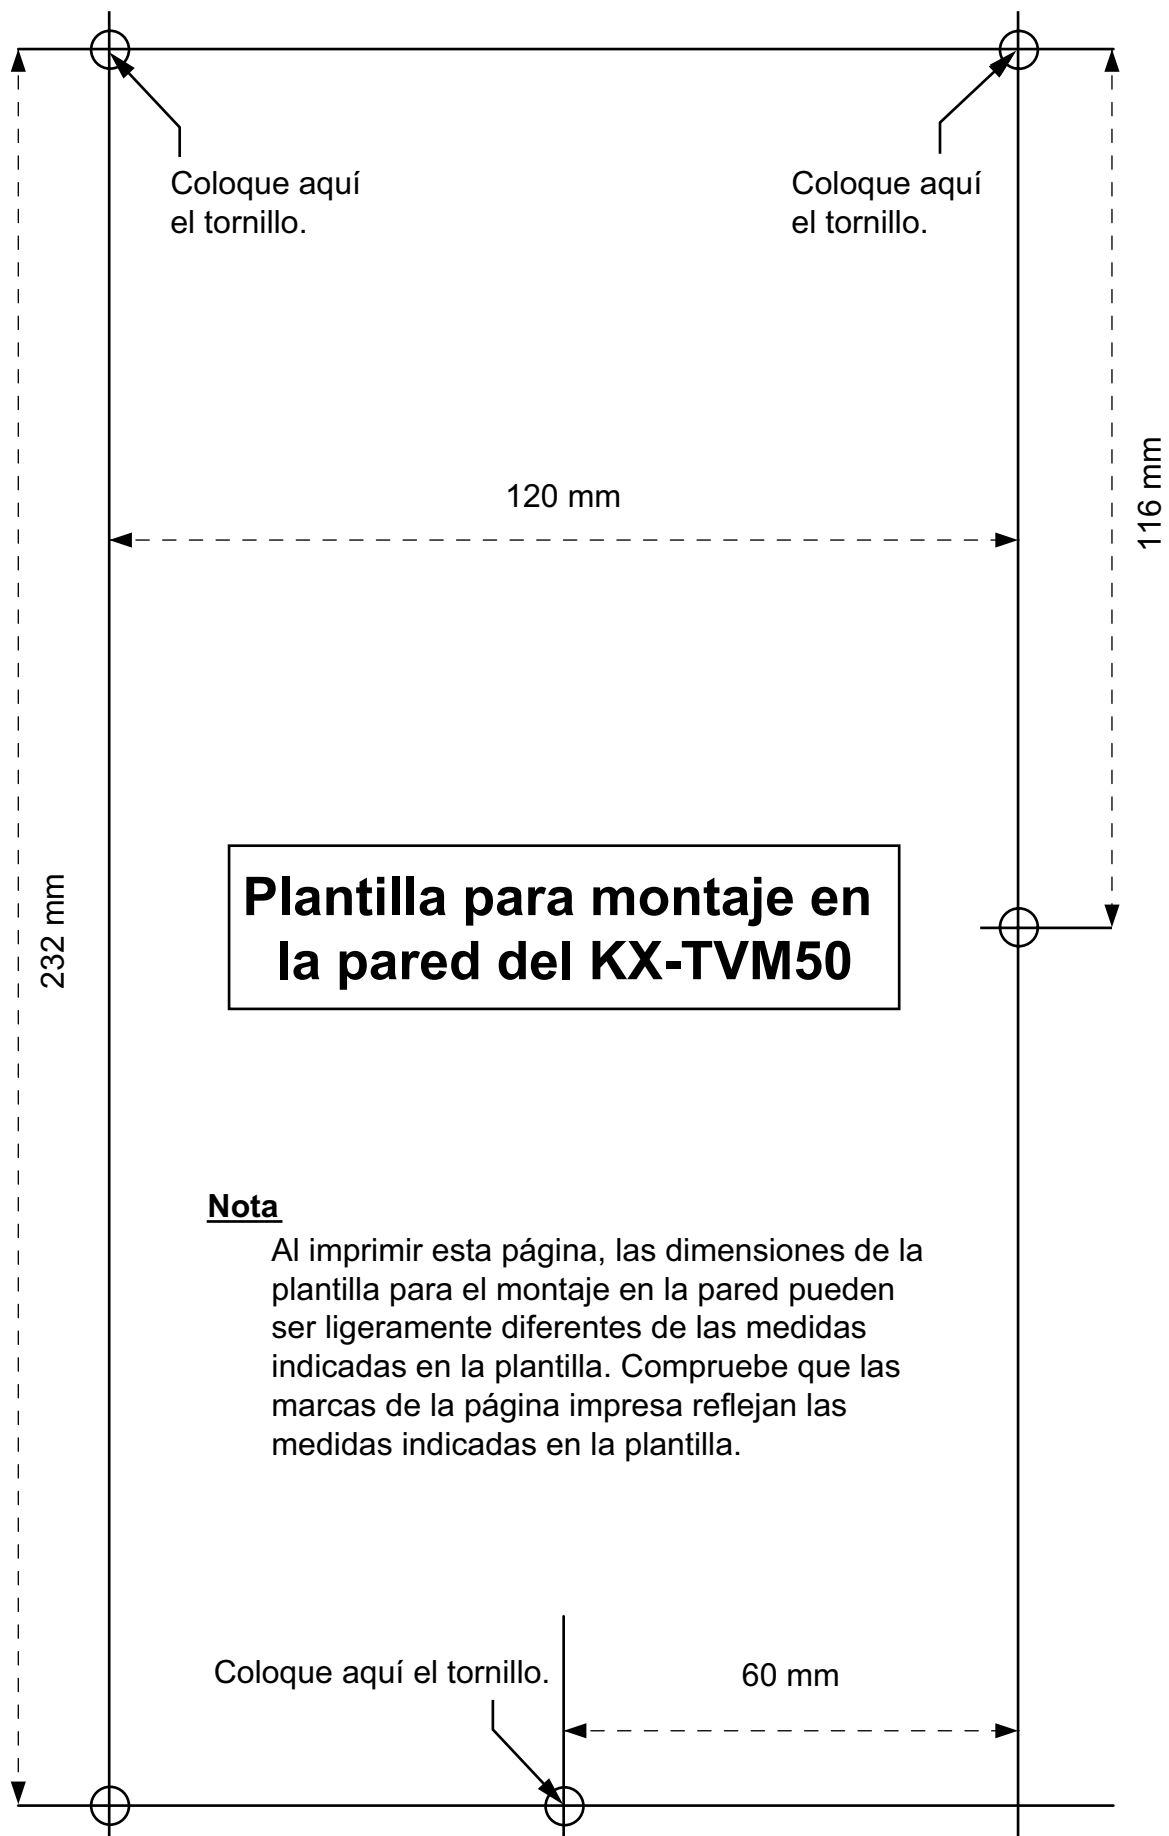 Coloque aquí
el tornillo.
Coloque aquí
el tornillo.
120 mm
116 mm
232 mm
Plantilla para montaje en
la pared del KX-TVM50
Nota
Al imprimir esta página, las dimensiones de la
plantilla para el montaje en la pared pueden
ser ligeramente diferentes de las medidas
indicadas en la plantilla. Compruebe que las
marcas de la página impresa reflejan las
medidas indicadas en la plantilla.
Coloque aquí el tornillo.
60 mm